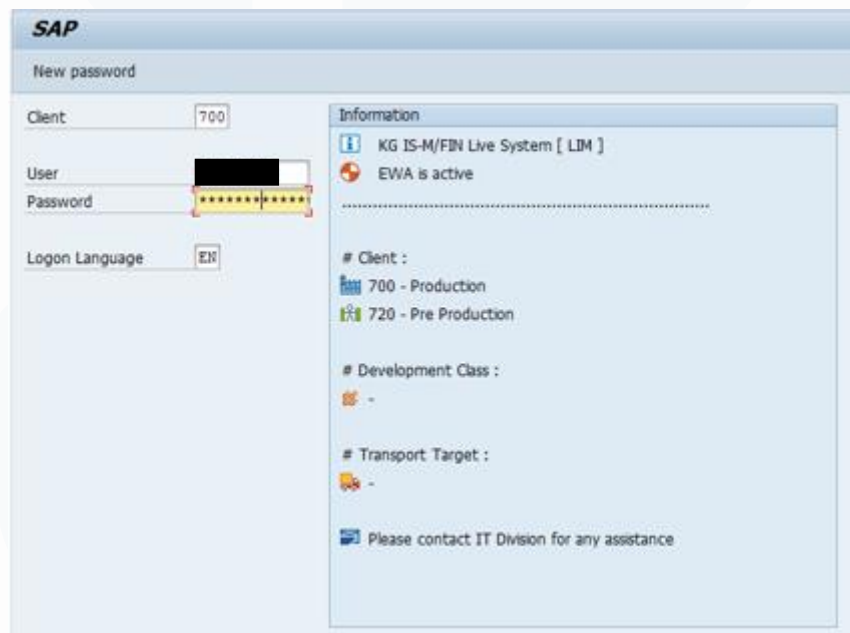 SAP
New password
Client 700
User
Password ************
Logon Language EN
Information
KG IS-M/FIN Live System [ LIM ]
EWA is active
................................................................................
# Client :
700 - Production
720 - Pre Production
# Development Class :
-
# Transport Target :
-
Please contact IT Division for any assistance